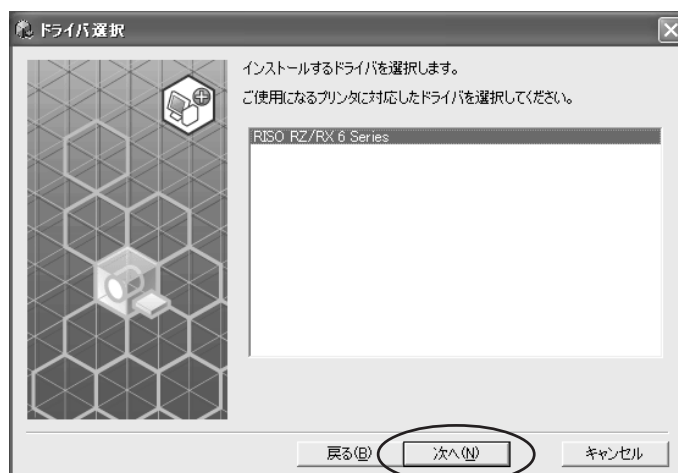 ドライバ選択
インストールするドライバを選択します。
ご使用になるプリンタに対応したドライバを選択してください。
RISO RZ/RX 6 Series
戻る(B)
次へ(N)
キャンセル